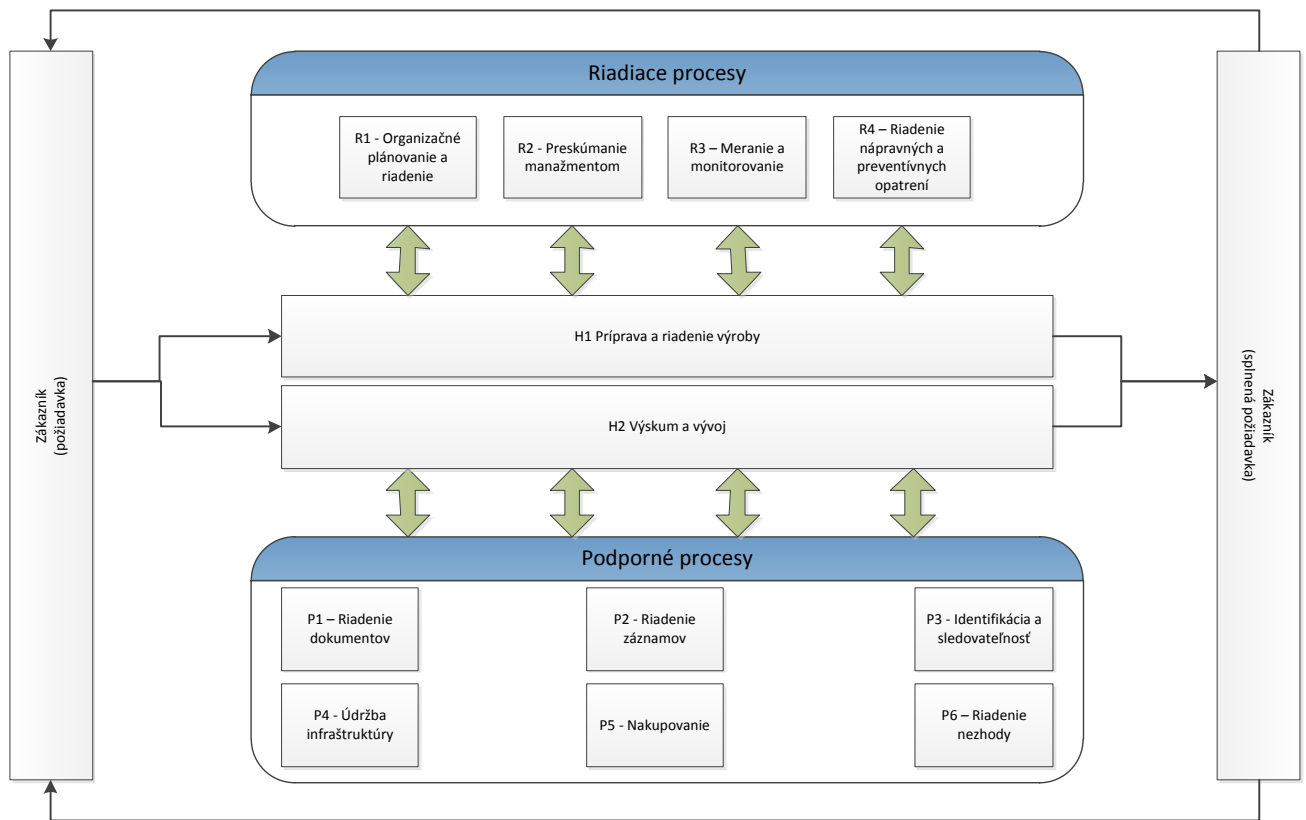 Riadiace procesy
R1 - Organizačné
plánovanie a
riadenie
R2 - Preskúmanie
manažmentom
R3 – Meranie a
monitorovanie
R4 – Riadenie
nápravných a
preventívnych
opatrení
Zákazník
(požiadavka)
H1 Príprava a riadenie výroby
H2 Výskum a vývoj
Zákazník
(splnená požiadavka)
Podporné procesy
P1 – Riadenie
dokumentov
P2 - Riadenie
záznamov
P3 - Identifikácia a
sledovateľnosť
P4 - Údržba
infraštruktúry
P5 - Nakupovanie
P6 – Riadenie
nezhody